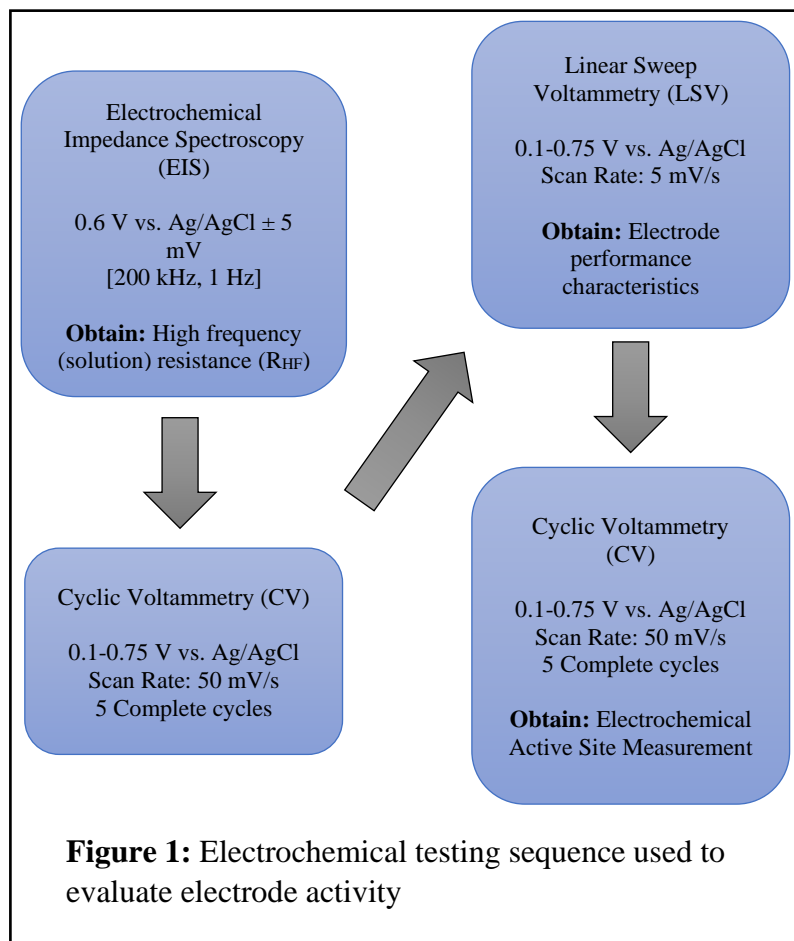 Electrochemical
Impedance Spectroscopy
(EIS)
0.6 V vs. Ag/AgCl ± 5
mV
[200 kHz, 1 Hz]
Obtain: High frequency
(solution) resistance (RHF)
Cyclic Voltammetry (CV)
0.1-0.75 V vs. Ag/AgCl
Scan Rate: 50 mV/s
5 Complete cycles
Linear Sweep
Voltammetry (LSV)
0.1-0.75 V vs. Ag/AgCl
Scan Rate: 5 mV/s
Obtain: Electrode
performance
characteristics
Cyclic Voltammetry
(CV)
0.1-0.75 V vs. Ag/AgCl
Scan Rate: 50 mV/s
5 Complete cycles
Obtain: Electrochemical
Active Site Measurement
Figure 1: Electrochemical testing sequence used to
evaluate electrode activity